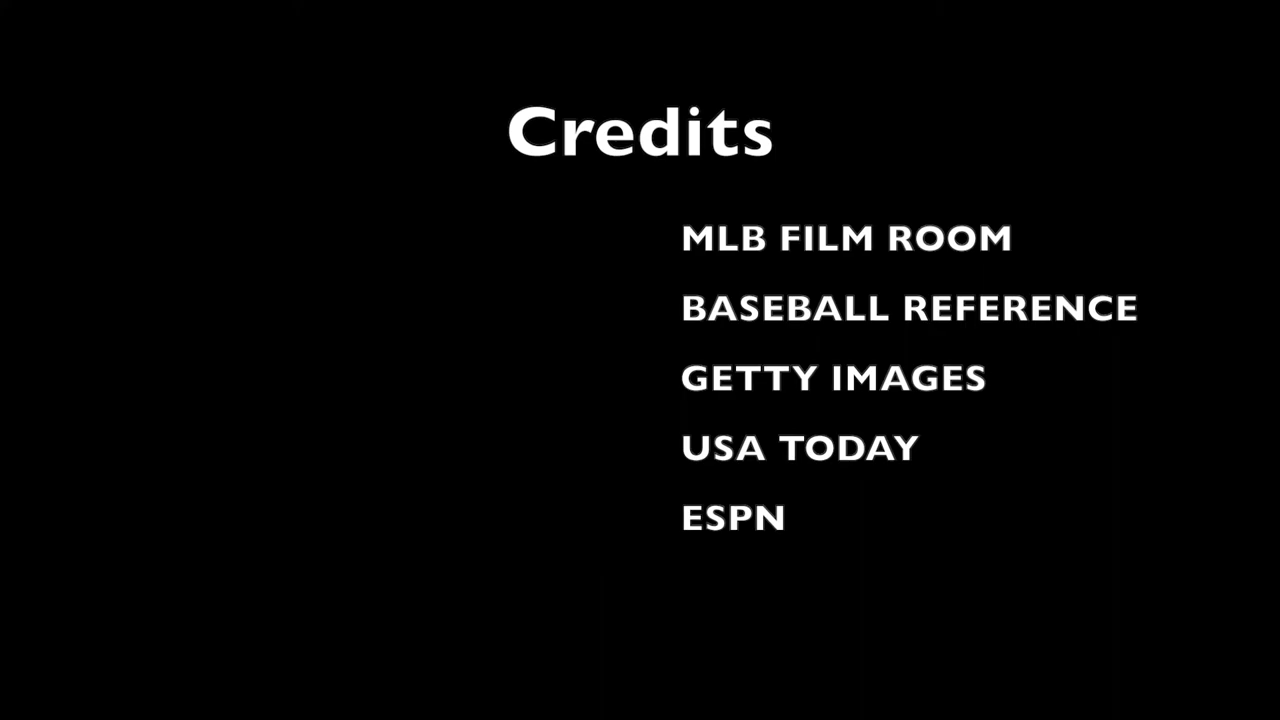 Credits
MLB FILM ROOM
BASEBALL REFERENCE
GETTY IMAGES
USA TODAY
ESPN